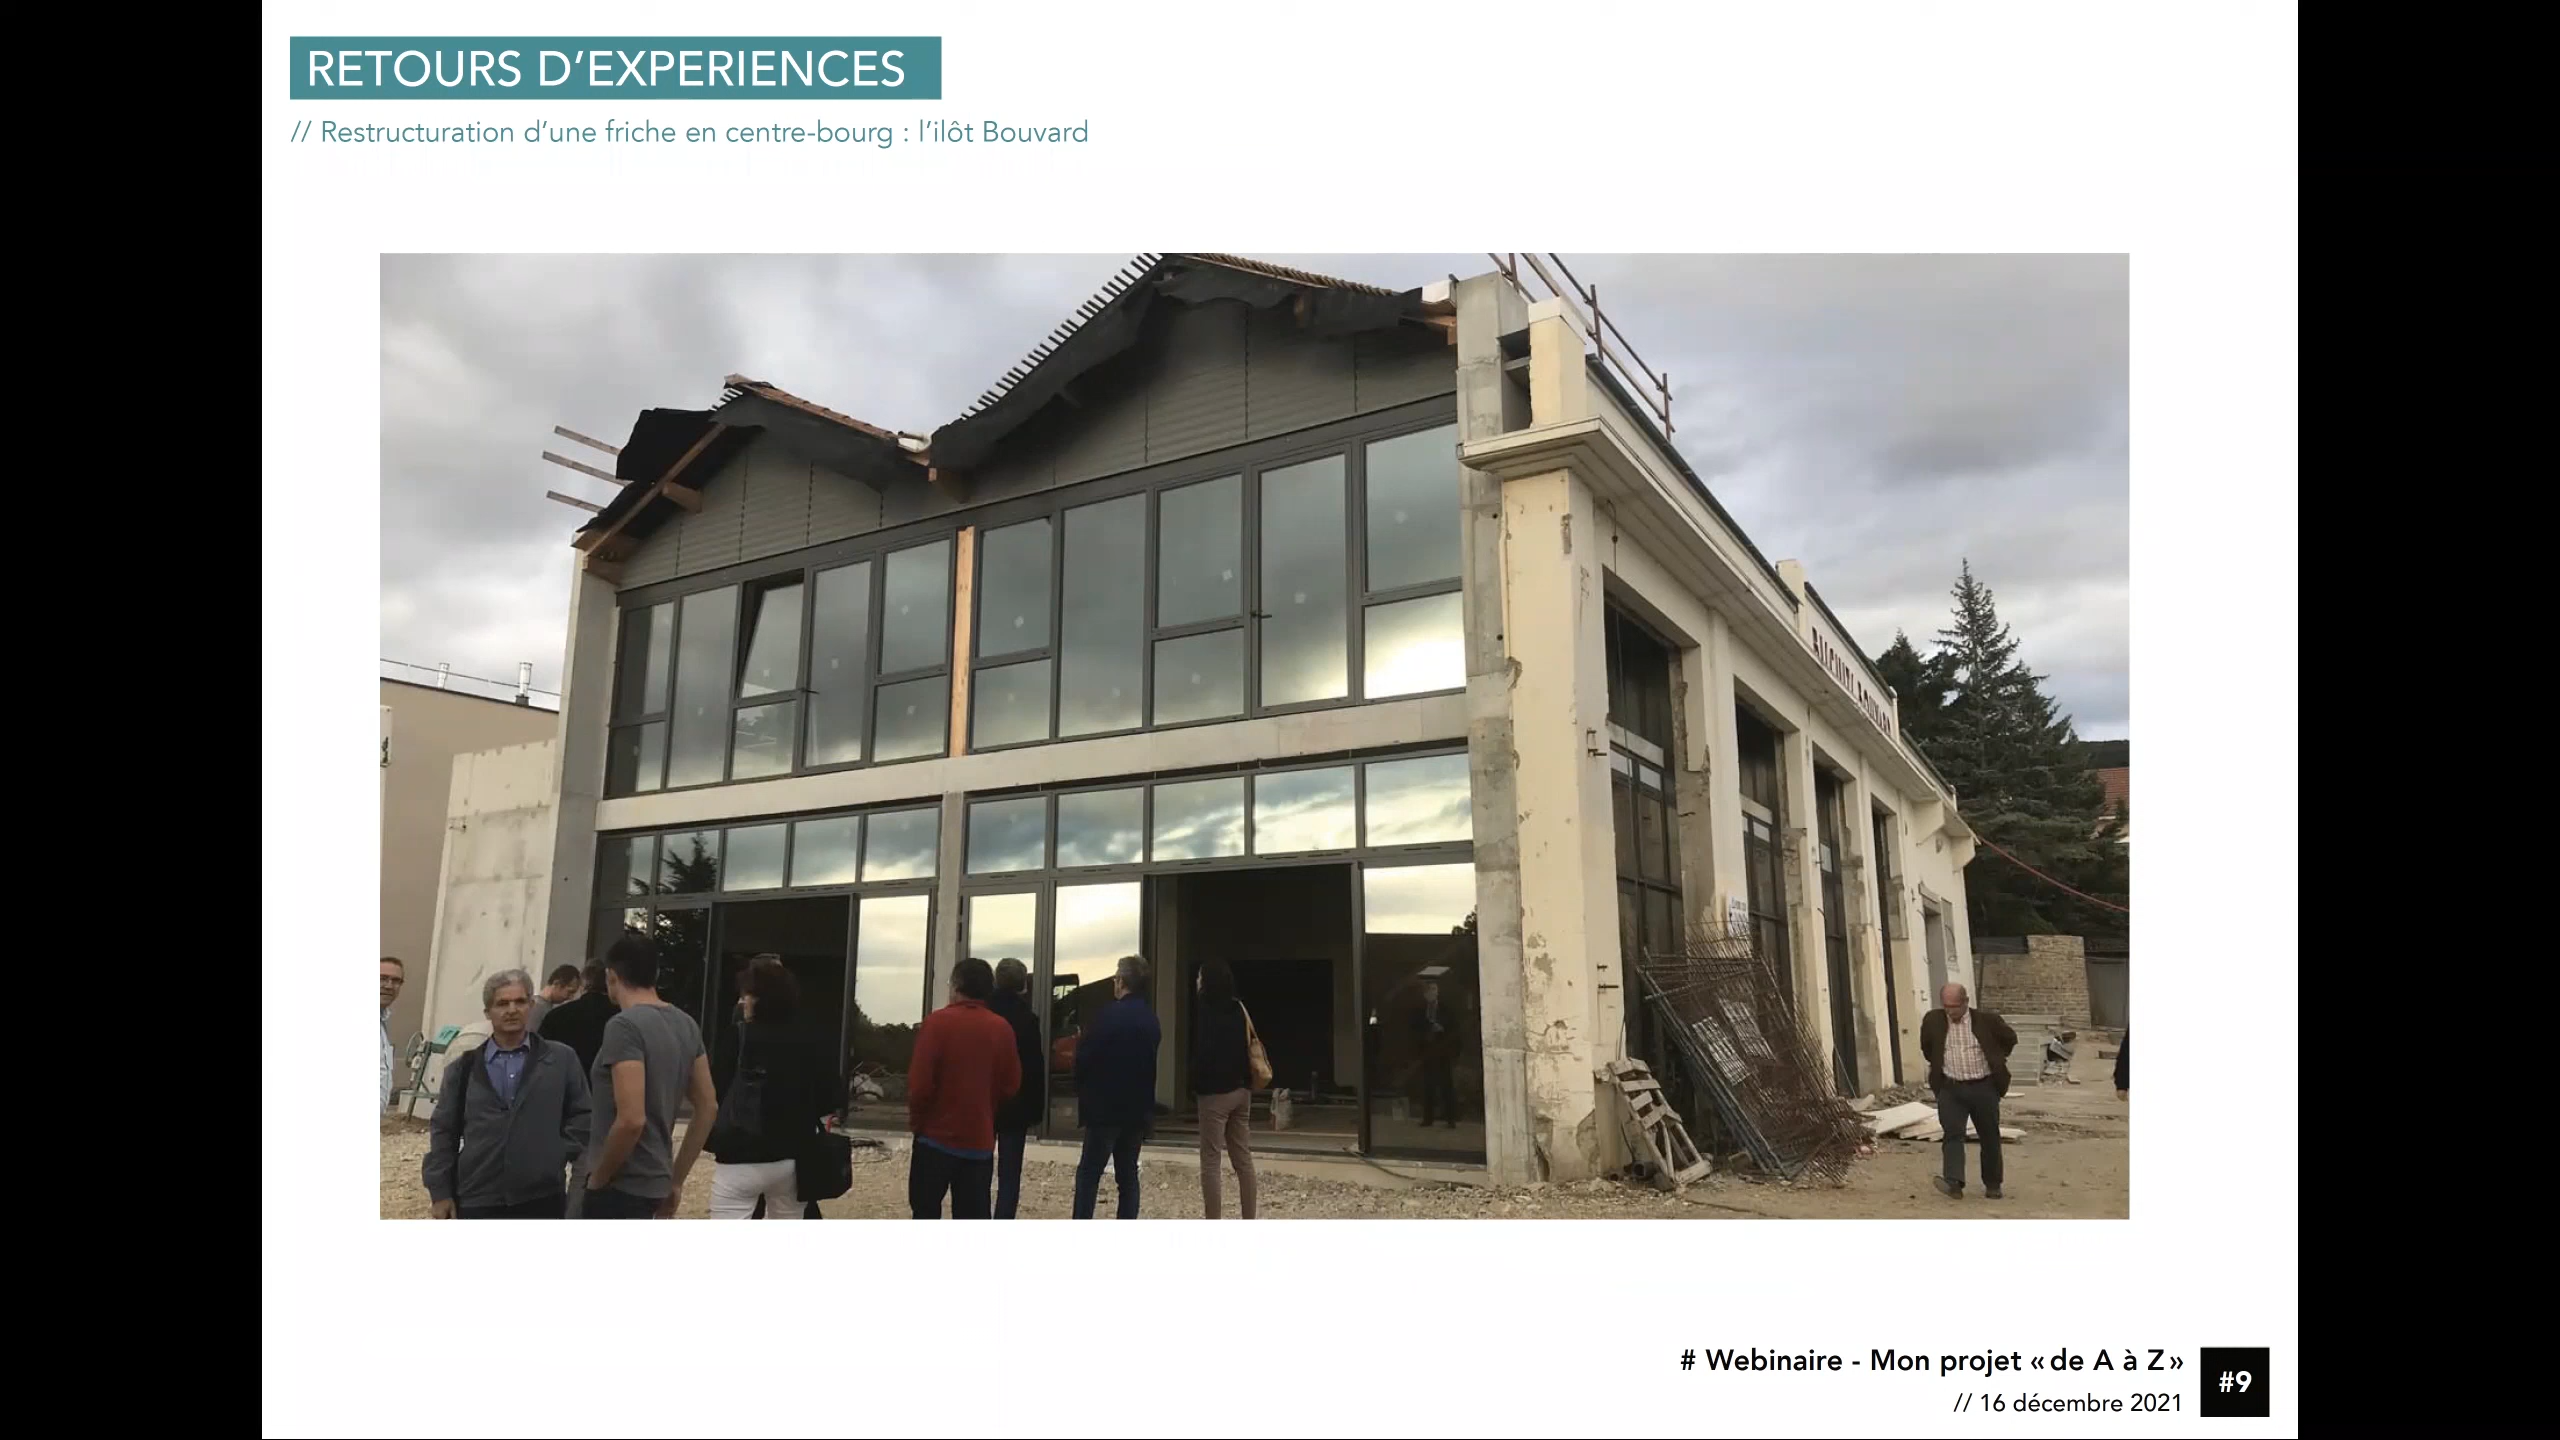 RETOURS D'EXPERIENCES
// Restructuration d'une friche en centre-bourg : l'ilôt Bouvard
# Webinaire - Mon projet « de A à Z »
// 16 décembre 2021
#9